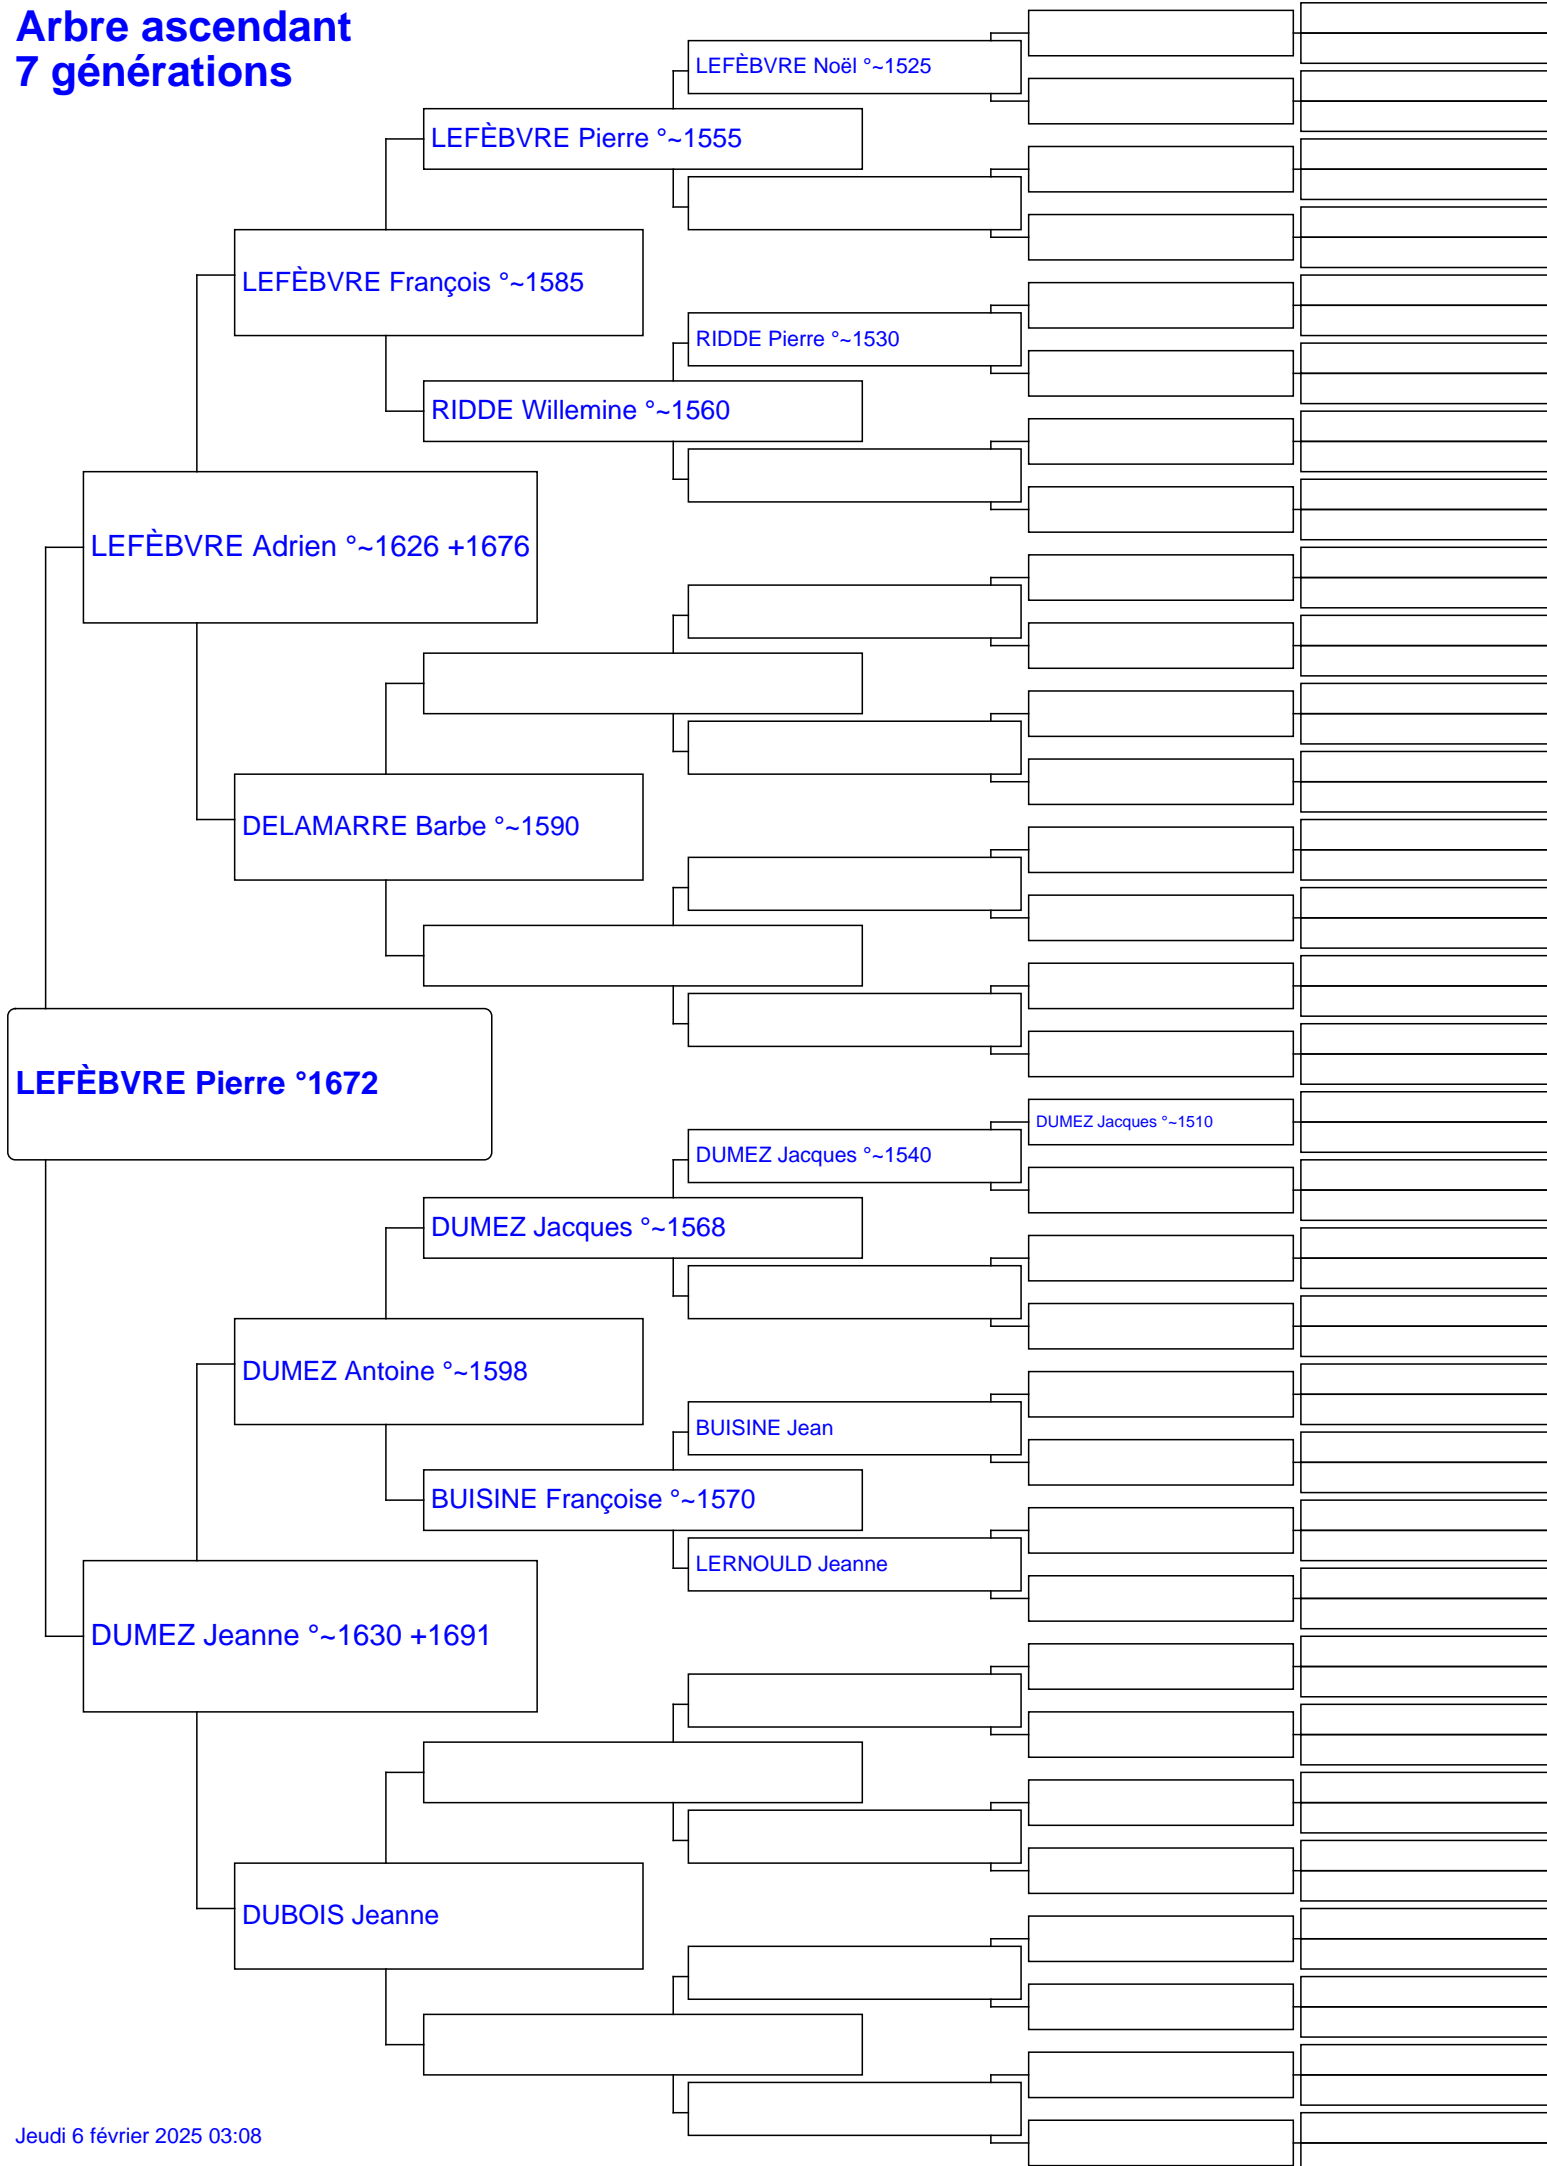 Arbre ascendant
7 générations
LEFÈBVRE Noël °~1525
LEFÈBVRE Pierre °~1555
LEFÈBVRE François °~1585
RIDDE Pierre °~1530
RIDDE Willemine °~1560
LEFÈBVRE Adrien °~1626 +1676
DELAMARRE Barbe °~1590
LEFÈBVRE Pierre °1672
DUMEZ Jacques °~1510
DUMEZ Jacques °~1540
DUMEZ Jacques °~1568
DUMEZ Antoine °~1598
BUISINE Jean
BUISINE Françoise °~1570
LERNOULD Jeanne
DUMEZ Jeanne °~1630 +1691
DUBOIS Jeanne
Jeudi 6 février 2025 03:08